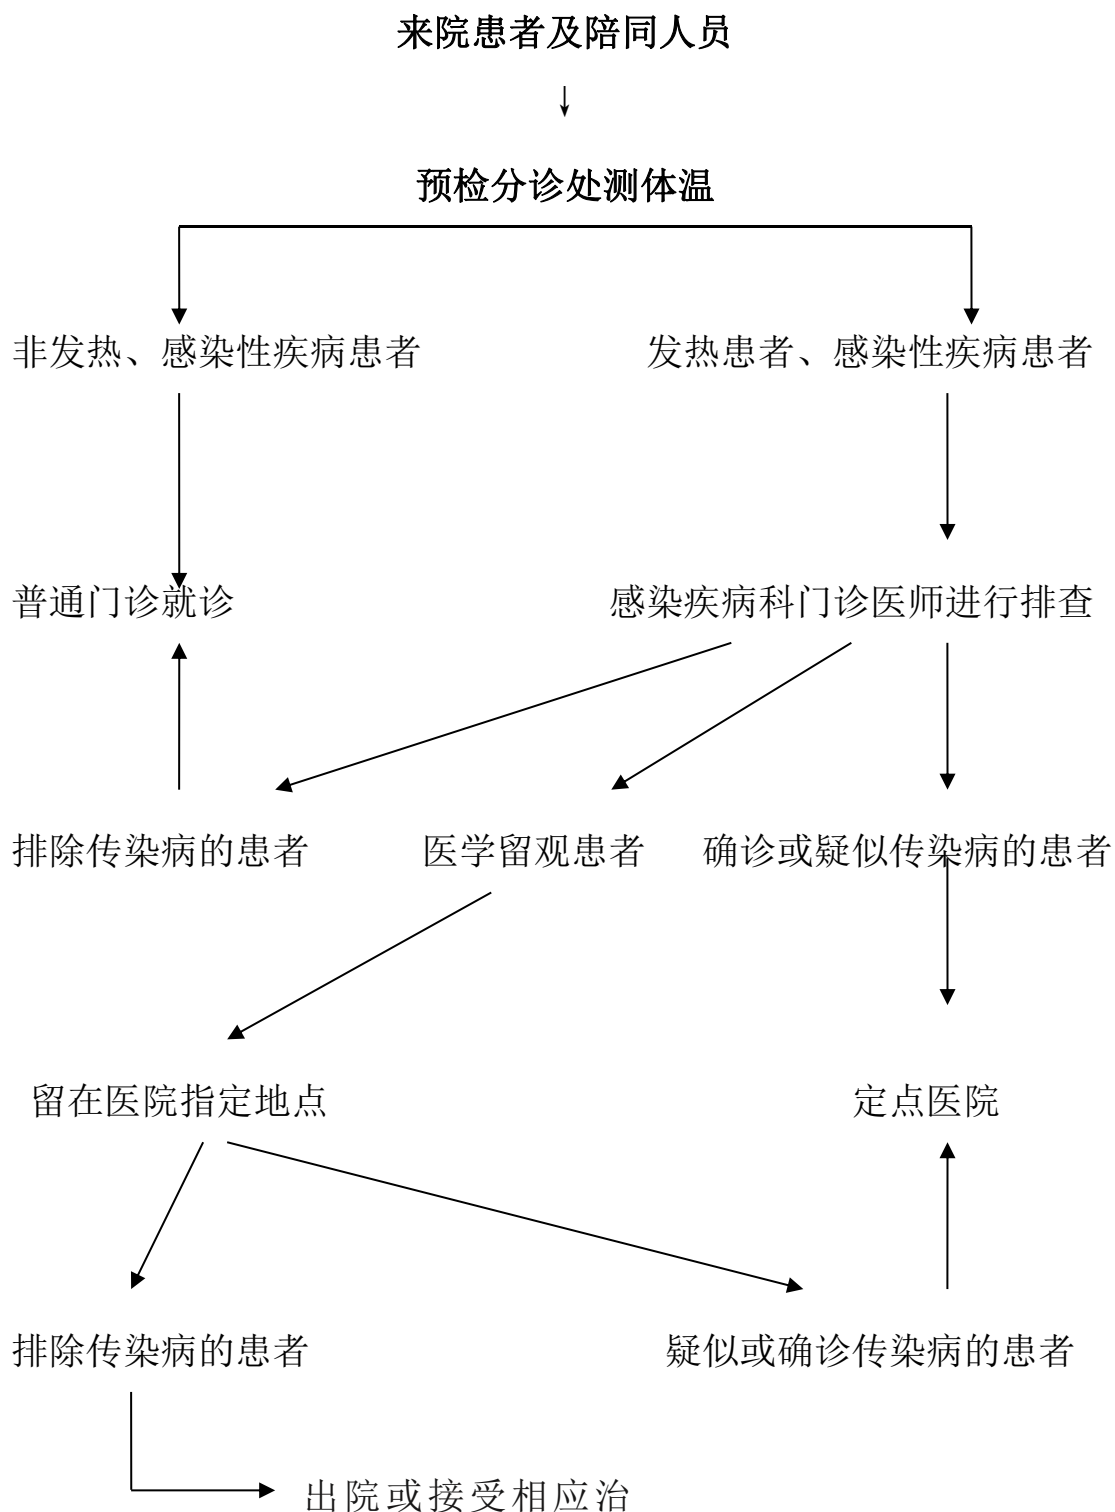 来院患者及陪同人员
预检分诊处测体温
非发热、感染性疾病患者
发热患者、感染性疾病患者
普通门诊就诊
感染疾病科门诊医师进行排查
排除传染病的患者
医学留观患者
确诊或疑似传染病的患者
留在医院指定地点
定点医院
排除传染病的患者
疑似或确诊传染病的患者
出院或接受相应治